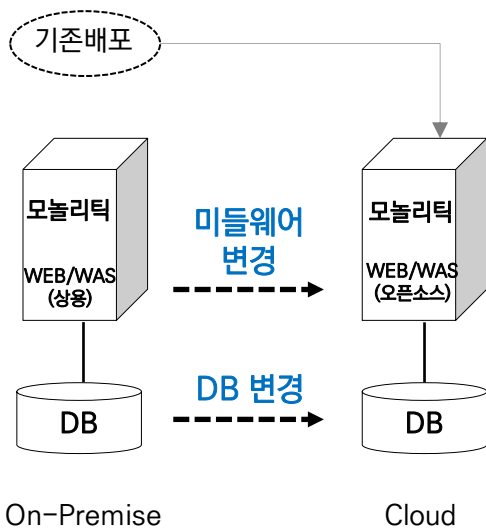 기존배포
모놀리틱
WEB/WAS
(상용)
DB
On-Premise
미들웨어
변경
DB 변경
모놀리틱
WEB/WAS
(오픈소스)
DB
Cloud